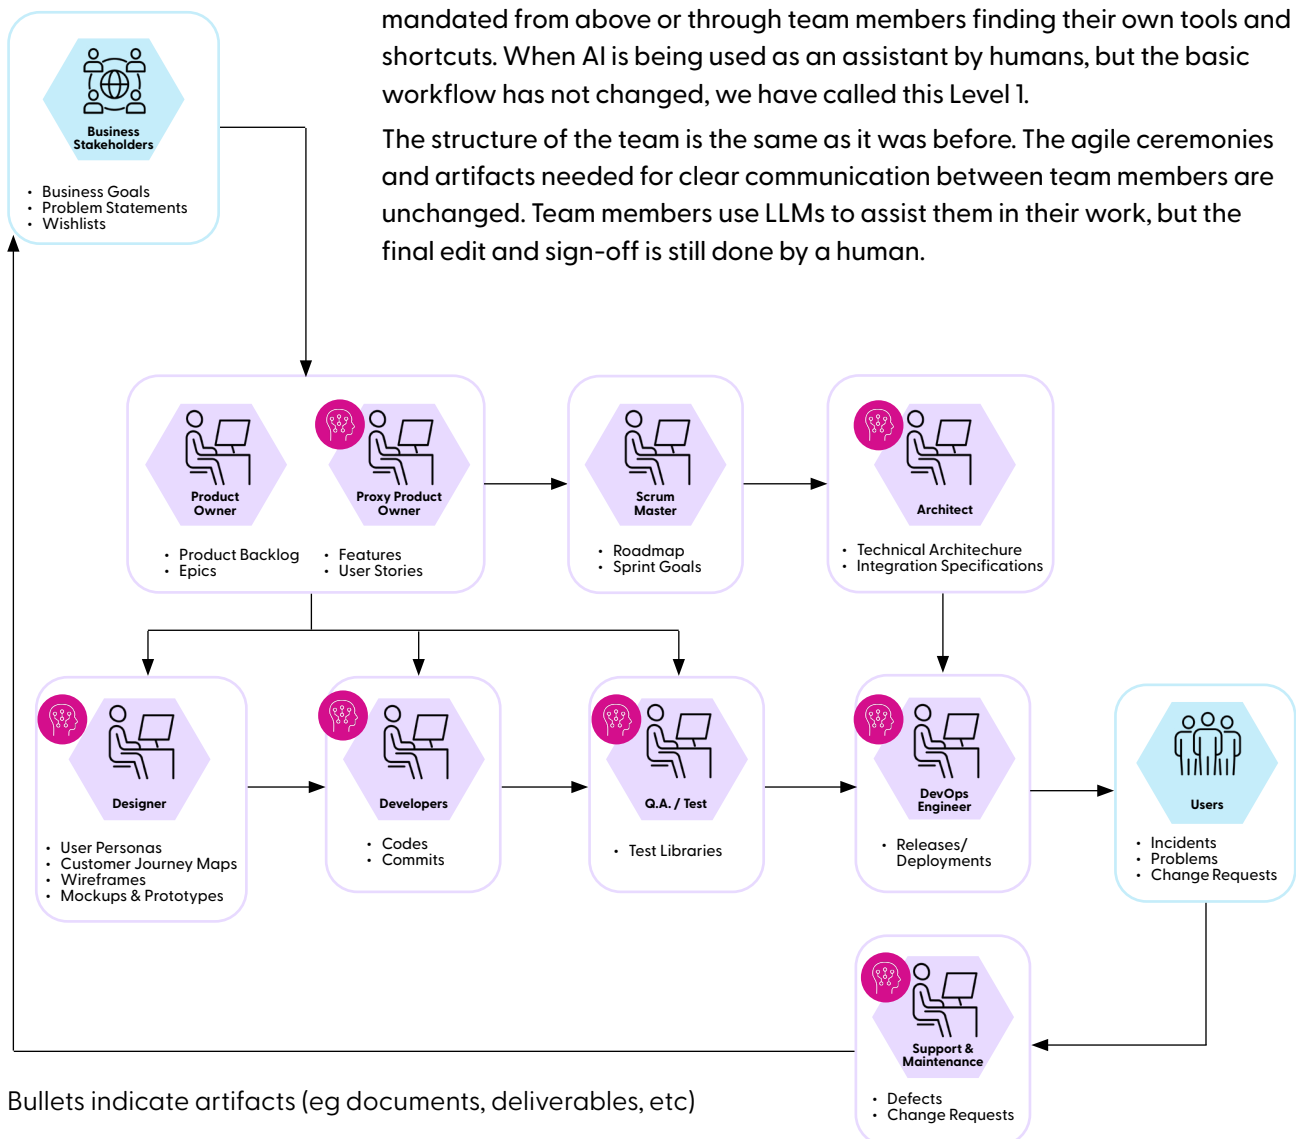 mandated from above or through team members finding their own tools and
shortcuts. When AI is being used as an assistant by humans, but the basic
workflow has not changed, we have called this Level 1.
The structure of the team is the same as it was before. The agile ceremonies
and artifacts needed for clear communication between team members are
unchanged. Team members use LLMs to assist them in their work, but the
final edit and sign-off is still done by a human.
Business
Stakeholders
• Business Goals
• Problem Statements
• Wishlists
Product
Owner
• Product Backlog
• Epics
Proxy Product
Owner
• Features
• User Stories
Scrum
Master
• Roadmap
• Sprint Goals
Architect
• Technical Architechure
• Integration Specifications
Designer
• User Personas
• Customer Journey Maps
• Wireframes
• Mockups & Prototypes
Developers
• Codes
• Commits
Q.A. / Test
• Test Libraries
DevOps
Engineer
• Releases/
Deployments
Users
• Incidents
• Problems
• Change Requests
Support &
Maintenance
• Defects
• Change Requests
Bullets indicate artifacts (eg documents, deliverables, etc)